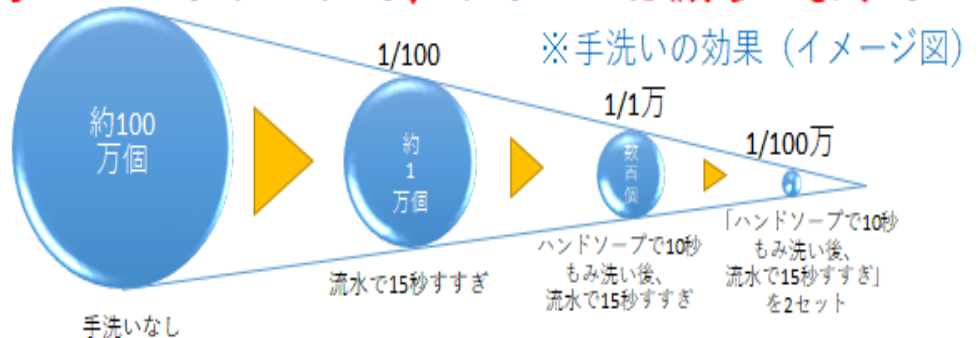 ※手洗いの効果（イメージ図）
約100
万個
手洗いなし
1/100
約
1
万個
流水で15秒すすぎ
1/1万
数
百
個
ハンドソープで10秒
もみ洗い後、
流水で15秒すすぎ
1/100万
「ハンドソープで10秒
もみ洗い後、
流水で15秒すすぎ」
を2セット